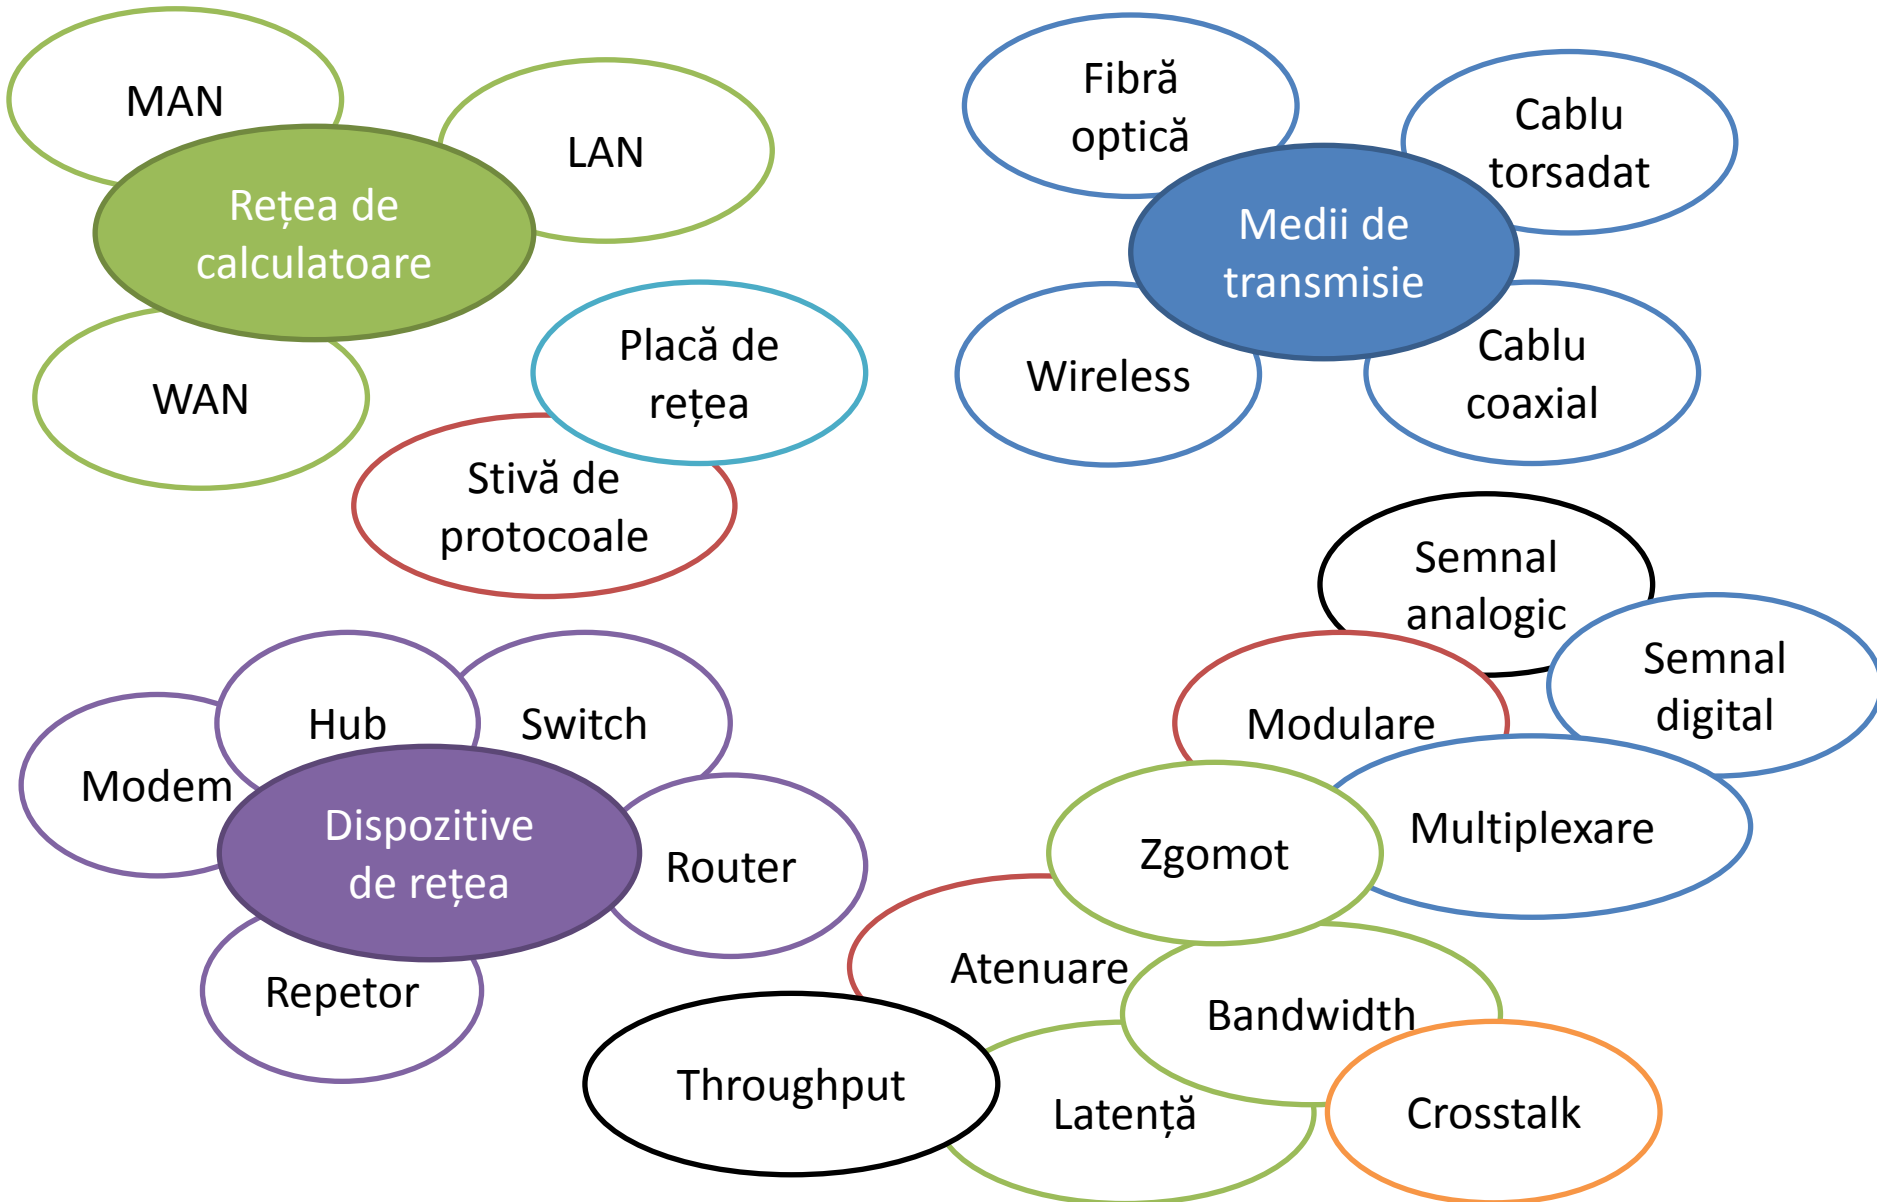 MAN
LAN
Rețea de
calculatoare
WAN
Placă de
rețea
Stivă de
protocoale
Fibră
optică
Cablu
torsadat
Medii de
transmisie
Wireless
Cablu
coaxial
Hub
Switch
Modem
Dispozitive
de rețea
Router
Repetor
Semnal
analogic
Semnal
digital
Modulare
Multiplexare
Zgomot
Atenuare
Bandwidth
Throughput
Latență
Crosstalk